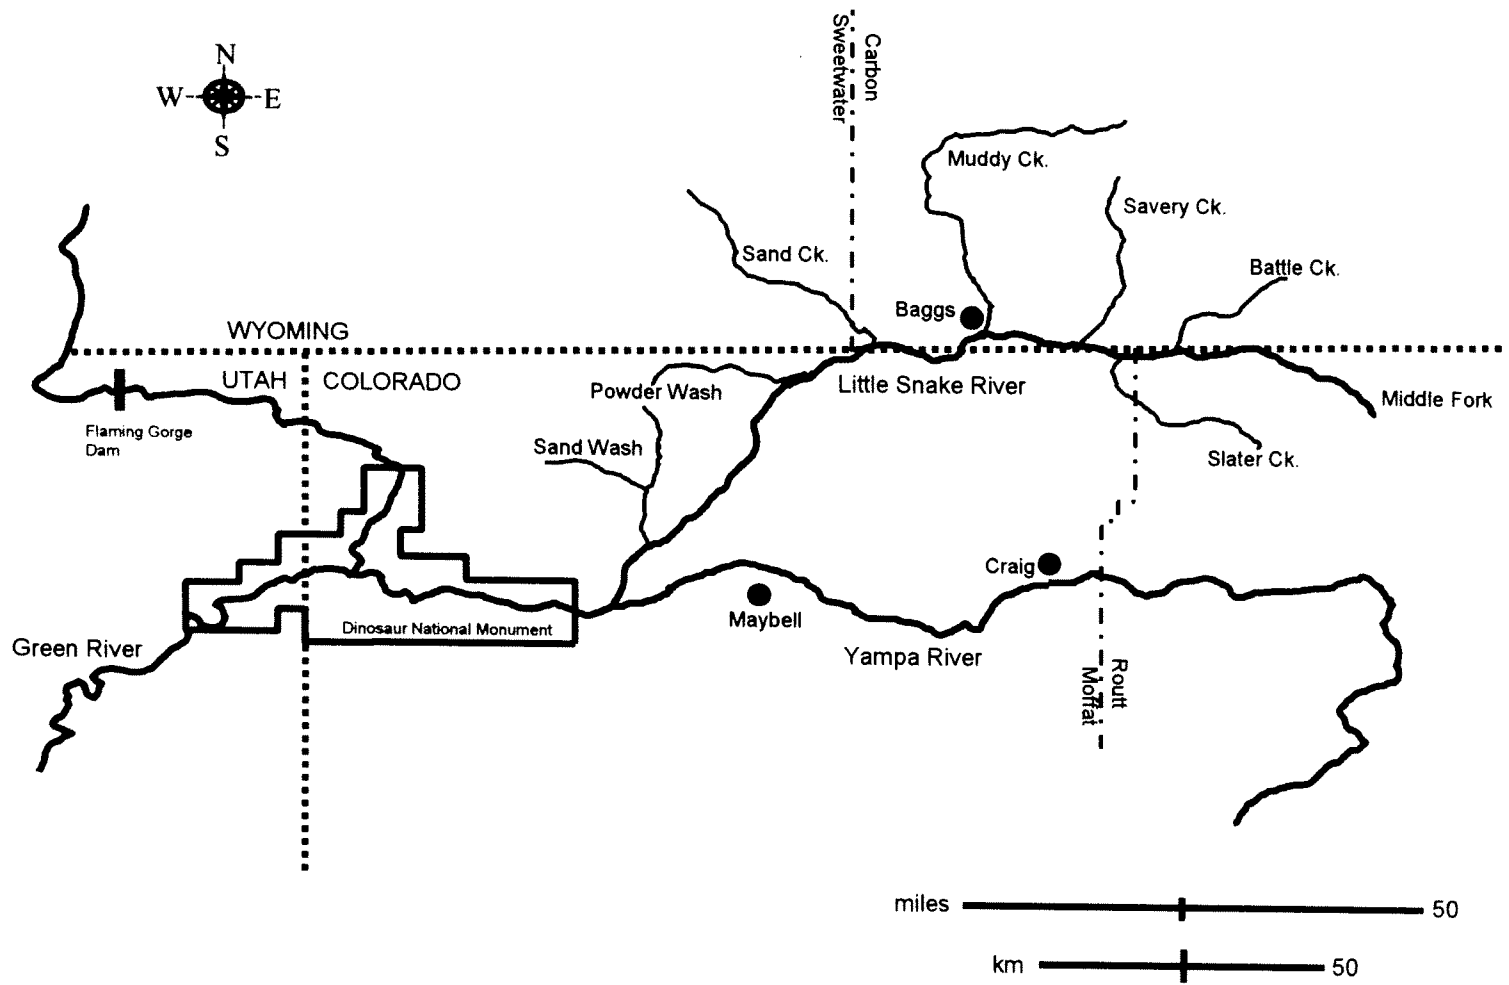 N
W E
S
Carbon
Sweetwater
Muddy Ck.
Savery Ck.
Sand Ck.
Battle Ck.
Baggs
WYOMING
UTAH COLORADO
Powder Wash
Little Snake River
Middle Fork
Flaming Gorge
Dam
Sand Wash
Slater Ck.
Craig
Maybell
Dinosaur National Monument
Green River
Yampa River
Routt
Moffat
miles 50
km 50